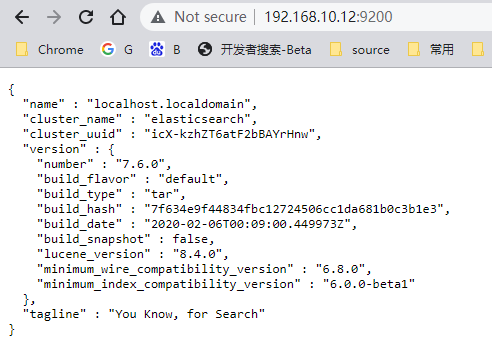 Not secure | 192.168.10.12:9200
Chrome G B 开发者搜索-Beta source 常用
{
  "name" : "localhost.localdomain",
  "cluster_name" : "elasticsearch",
  "cluster_uuid" : "icX-kzhZT6atF2bBAYrHnw",
  "version" : {
    "number" : "7.6.0",
    "build_flavor" : "default",
    "build_type" : "tar",
    "build_hash" : "7f634e9f44834fbc12724506cc1da681b0c3b1e3",
    "build_date" : "2020-02-06T00:09:00.449973Z",
    "build_snapshot" : false,
    "lucene_version" : "8.4.0",
    "minimum_wire_compatibility_version" : "6.8.0",
    "minimum_index_compatibility_version" : "6.0.0-beta1"
  },
  "tagline" : "You Know, for Search"
}